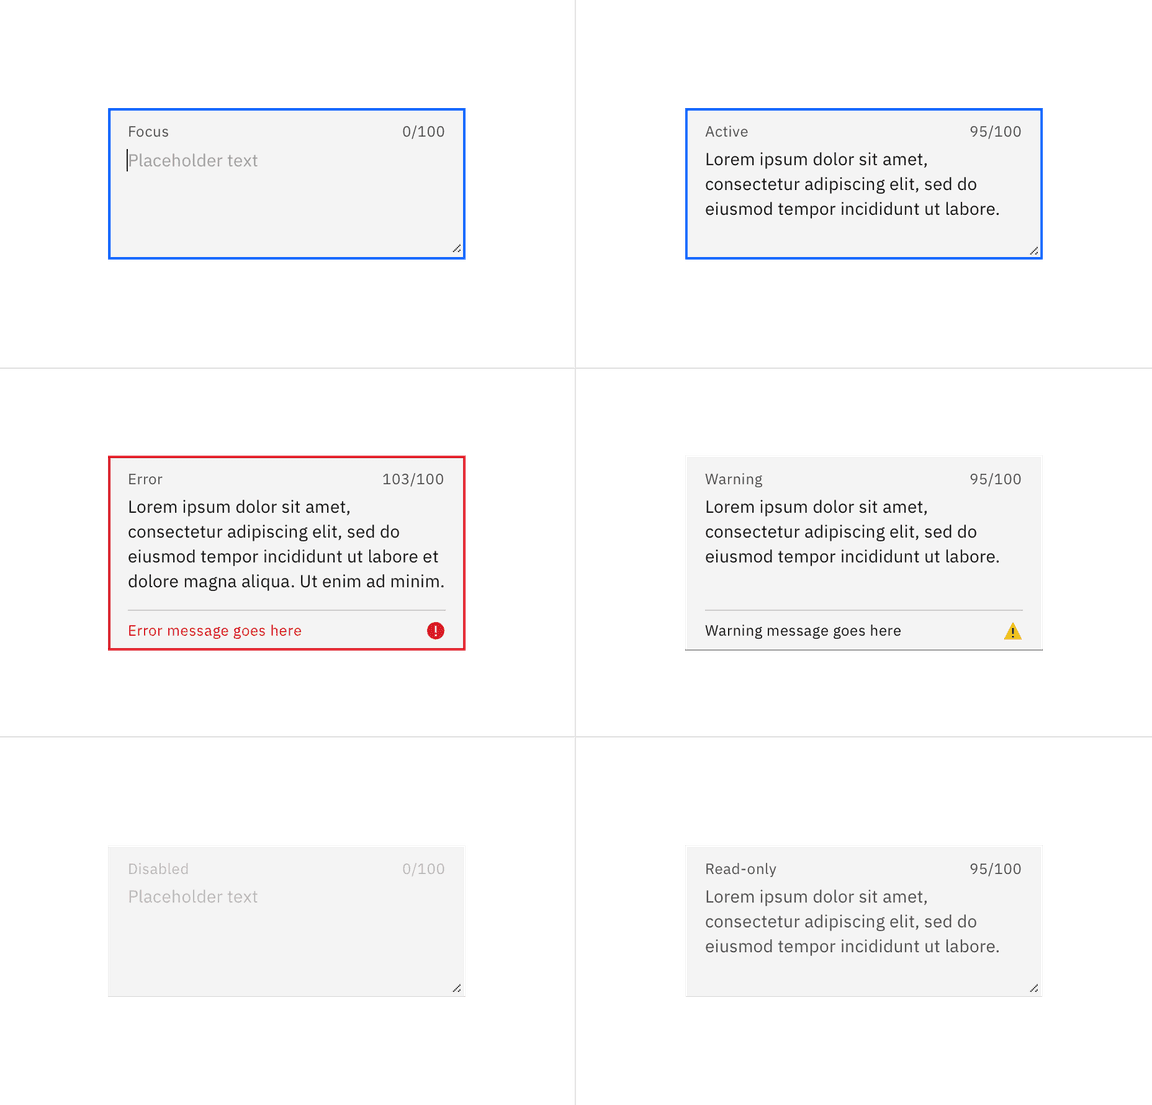 Focus 0/100
Placeholder text
Active 95/100
Lorem ipsum dolor sit amet,
consectetur adipiscing elit, sed do
eiusmod tempor incididunt ut labore.
Error 103/100
Lorem ipsum dolor sit amet,
consectetur adipiscing elit, sed do
eiusmod tempor incididunt ut labore et
dolore magna aliqua. Ut enim ad minim.
Error message goes here
Warning 95/100
Lorem ipsum dolor sit amet,
consectetur adipiscing elit, sed do
eiusmod tempor incididunt ut labore.
Warning message goes here
Disabled 0/100
Placeholder text
Read-only 95/100
Lorem ipsum dolor sit amet,
consectetur adipiscing elit, sed do
eiusmod tempor incididunt ut labore.